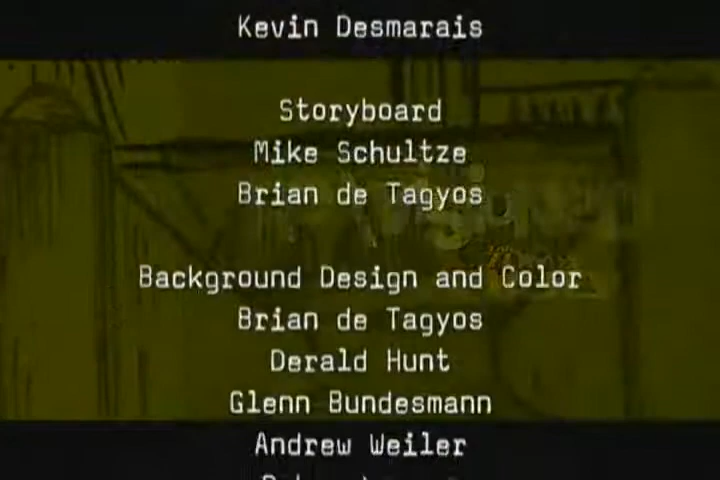 Kevin Desmarais
Storyboard
Mike Schultze
Brian de Tagyos
Background Design and Color
Brian de Tagyos
Derald Hunt
Glenn Bundesmann
Andrew Weiler